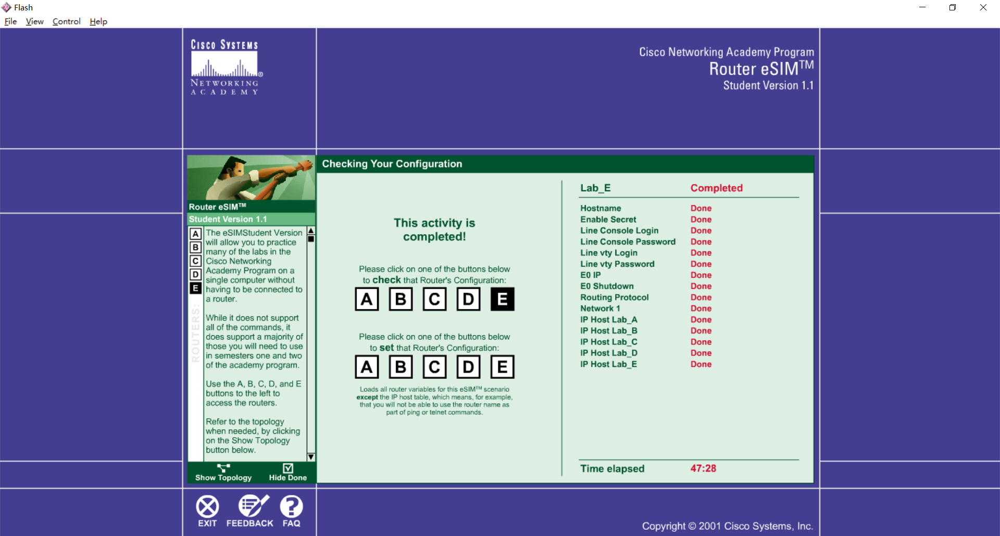 Flash
File View Control Help
CISCO SYSTEMS
®
NETWORKING
ACADEMY
Cisco Networking Academy Program
Router eSIM™
Student Version 1.1
Router eSIM™
Student Version 1.1
A
B
C
D
E
ROUTERS:
The eSIMStudent Version
will allow you to practice
many of the labs in the
Cisco Networking
Academy Program on a
single computer without
having to be connected to
a router.
While it does not support
all of the commands, it
does support a majority of
those you will need to use
in semesters one and two
of the academy program.
Use the A, B, C, D, and E
buttons to the left to
access the routers.
Refer to the topology
when needed, by clicking
on the Show Topology
button below.
Show Topology Hide Done
Checking Your Configuration
This activity is
completed!
Please click on one of the buttons below
to check that Router's Configuration:
A B C D E
Please click on one of the buttons below
to set that Router's Configuration:
A B C D E
Loads all router variables for this eSIM™ scenario
except the IP host table, which means, for example,
that you will not be able to use the router name as
part of ping or telnet commands.
Lab_E Completed
Hostname Done
Enable Secret Done
Line Console Login Done
Line Console Password Done
Line vty Login Done
Line vty Password Done
E0 IP Done
E0 Shutdown Done
Routing Protocol Done
Network 1 Done
IP Host Lab_A Done
IP Host Lab_B Done
IP Host Lab_C Done
IP Host Lab_D Done
IP Host Lab_E Done
Time elapsed 47:28
EXIT FEEDBACK FAQ
Copyright © 2001 Cisco Systems, Inc.